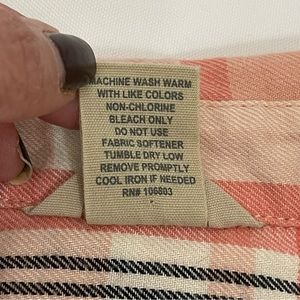 MACHINE WASH WARM
WITH LIKE COLORS
NON-CHLORINE
BLEACH ONLY
DO NOT USE
FABRIC SOFTENER
TUMBLE DRY LOW
REMOVE PROMPTLY
COOL IRON IF NEEDED
RN# 106803